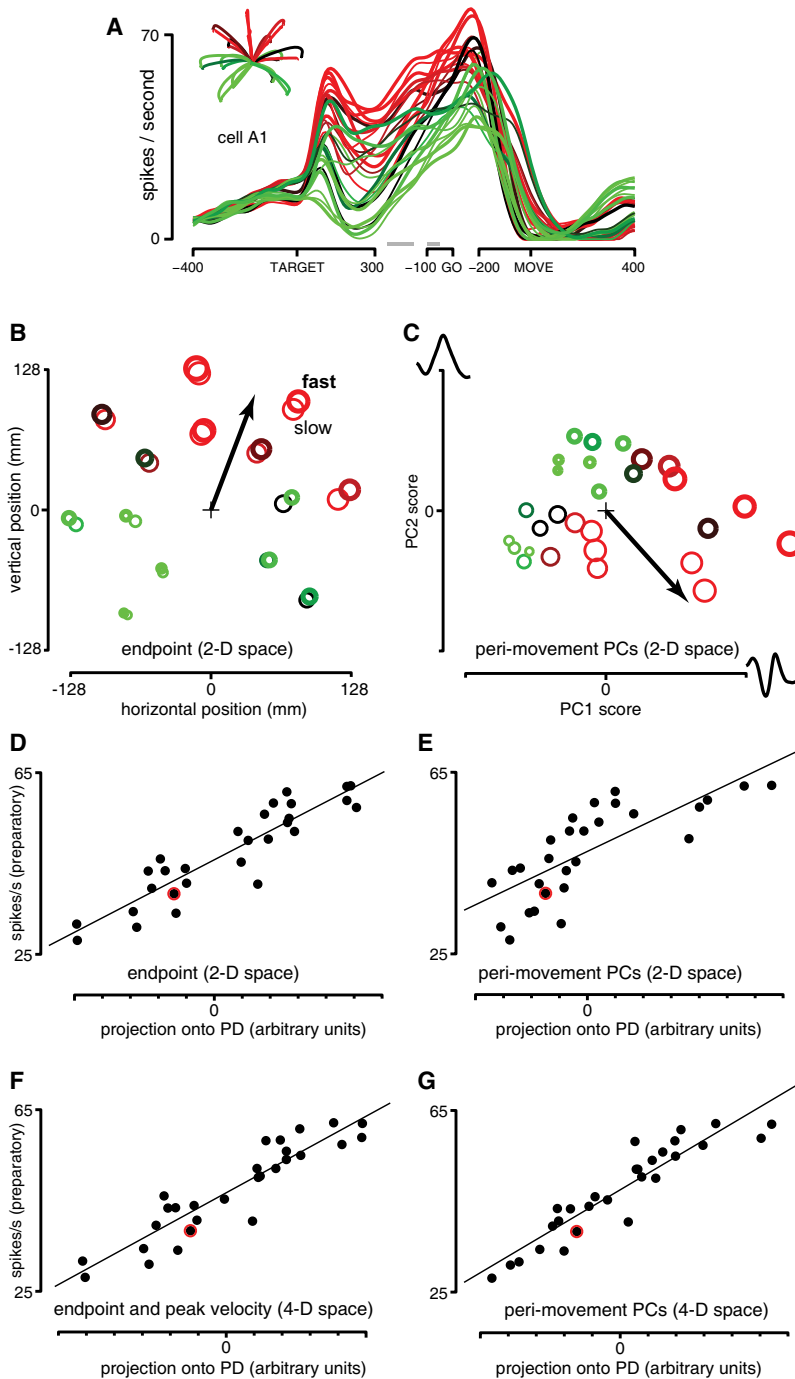 A
70
spikes / second
cell A1
0
−400
TARGET
300
−100
GO
−200
MOVE
400
B
128
vertical position (mm)
0
-128
fast
slow
endpoint (2-D space)
-128
0
128
horizontal position (mm)
C
PC2 score
0
peri-movement PCs (2-D space)
0
PC1 score
D
65
spikes/s (preparatory)
25
endpoint (2-D space)
0
projection onto PD (arbitrary units)
E
65
25
peri-movement PCs (2-D space)
0
projection onto PD (arbitrary units)
F
65
spikes/s (preparatory)
25
endpoint and peak velocity (4-D space)
0
projection onto PD (arbitrary units)
G
65
25
peri-movement PCs (4-D space)
0
projection onto PD (arbitrary units)